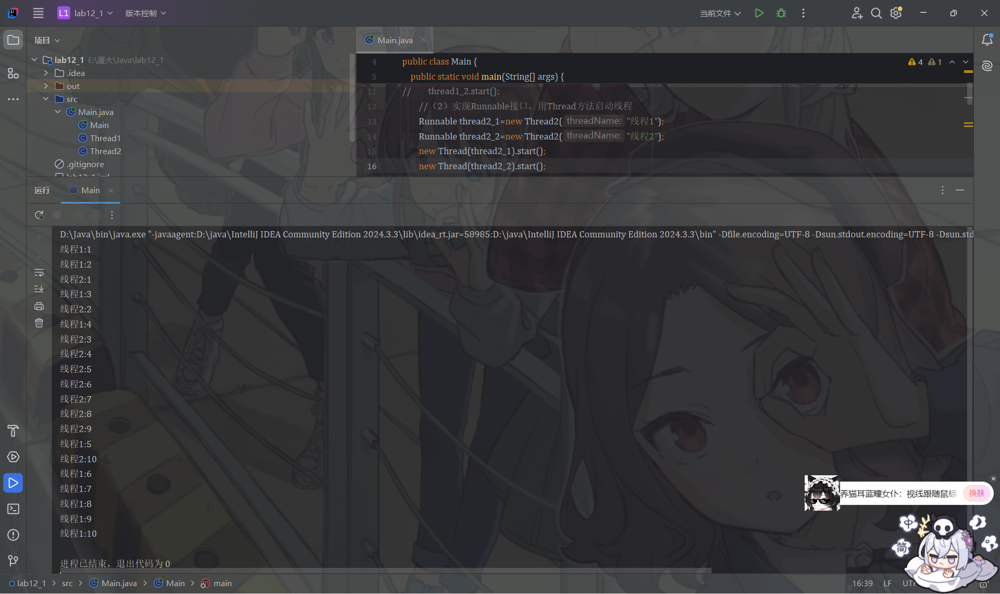 L1 lab12_1 版本控制 当前文件
项目
lab12_1 E:\厦大\Java\lab12_1
.idea
out
src
Main.java
Main
Thread1
Thread2
.gitignore
Main.java
4 public class Main {
5 public static void main(String[] args) {
11 // thread1_2.start();
12 //（2）实现Runnable接口，用Thread方法启动线程
13 Runnable thread2_1=new Thread2( threadName: "线程1");
14 Runnable thread2_2=new Thread2( threadName: "线程2");
15 new Thread(thread2_1).start();
16 new Thread(thread2_2).start();
4 1
运行 Main
D:\Java\bin\java.exe "-javaagent:D:\java\IntelliJ IDEA Community Edition 2024.3.3\lib\idea_rt.jar=58985:D:\java\IntelliJ IDEA Community Edition 2024.3.3\bin" -Dfile.encoding=UTF-8 -Dsun.stdout.encoding=UTF-8 -Dsun.std
线程1:1
线程1:2
线程2:1
线程1:3
线程2:2
线程1:4
线程2:3
线程2:4
线程2:5
线程2:6
线程2:7
线程2:8
线程2:9
线程1:5
线程2:10
线程1:6
线程1:7
线程1:8
线程1:9
线程1:10
进程已结束，退出代码为 0
养猫耳蓝瞳女仆：视线跟随鼠标 换肤
中
简
lab12_1 > src > Main.java > Main > main
16:39 LF UTF